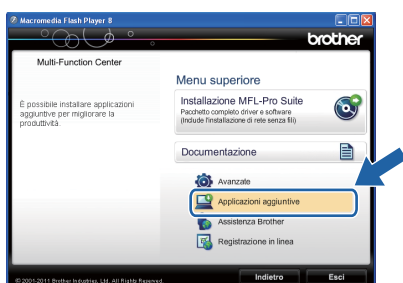 Macromedia Flash Player 8
brother
Multi-Function Center
Menu superiore
È possibile installare applicazioni
aggiuntive per migliorare la
produttività.
Installazione MFL-Pro Suite
Pacchetto completo driver e software
(Include l'installazione di rete senza fili)
Documentazione
Avanzate
Applicazioni aggiuntive
Assistenza Brother
Registrazione in linea
© 2001-2011 Brother Industries, Ltd. All Rights Reserved.
Indietro
Esci